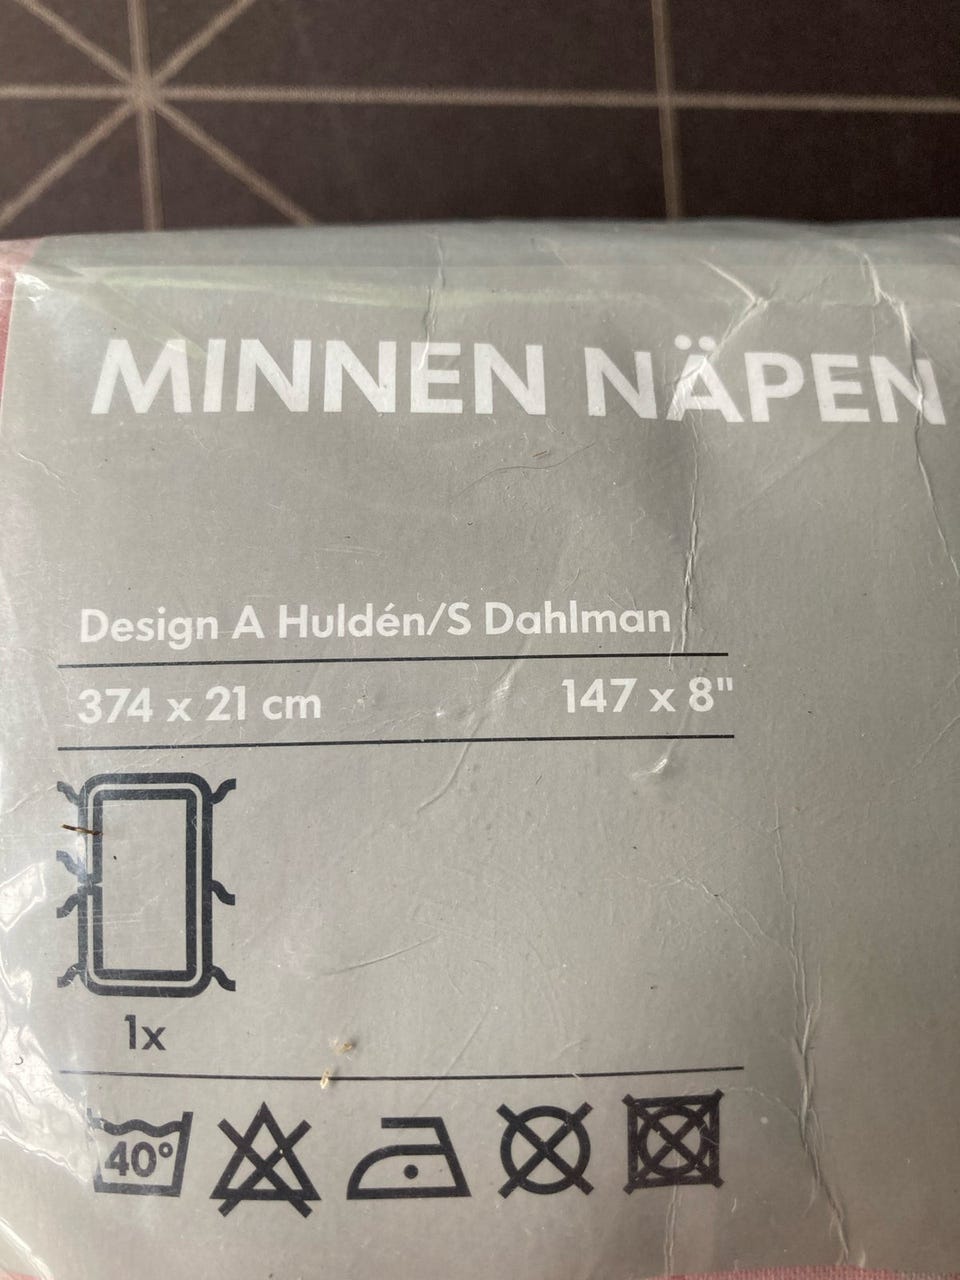 MINNEN NÄPEN
Design A Huldén/S Dahlman
374 x 21 cm 147 x 8"
1x
40°